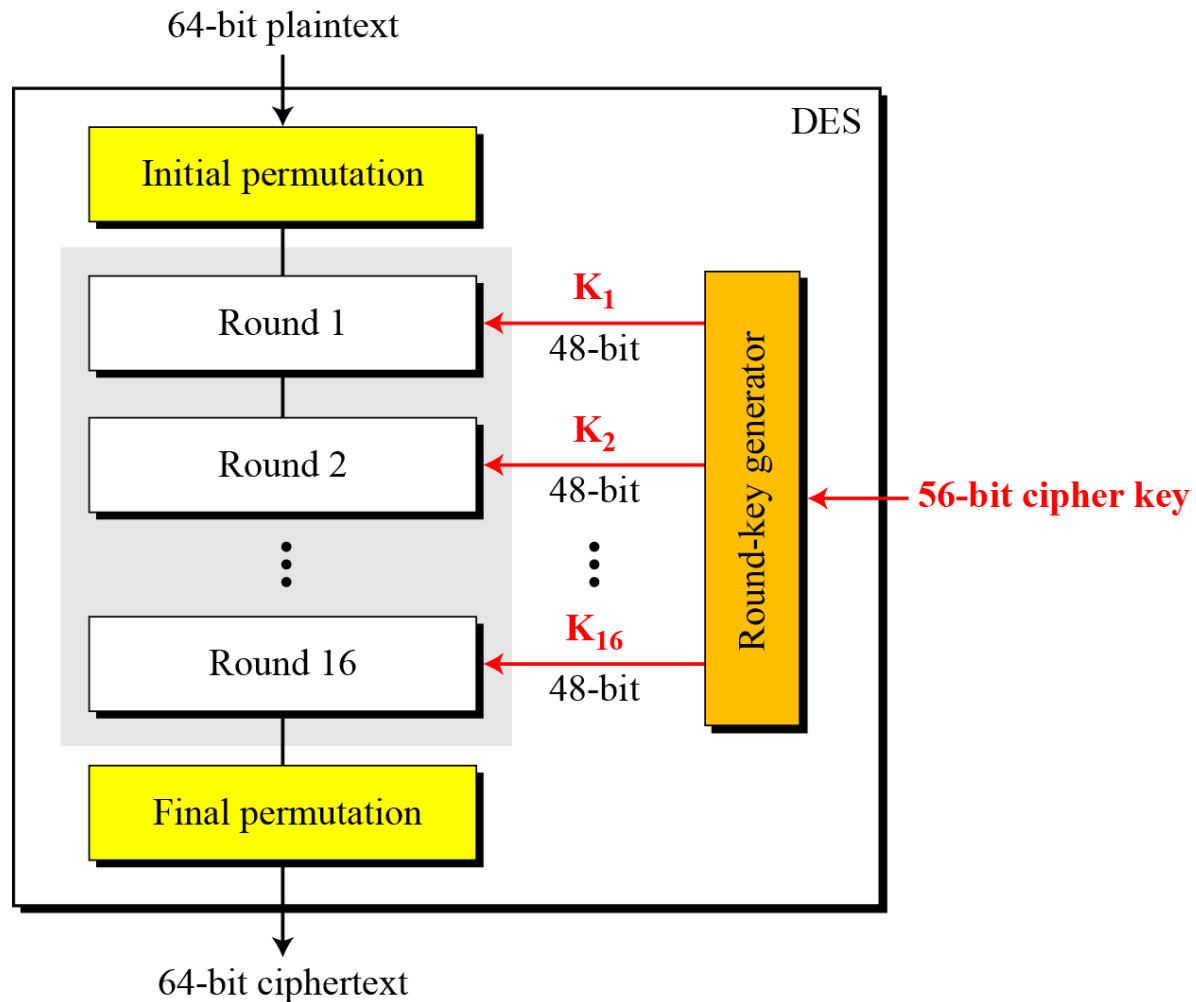 64-bit plaintext
DES
Initial permutation
Round 1
K1
48-bit
Round 2
K2
48-bit
Round-key generator
56-bit cipher key
Round 16
K16
48-bit
Final permutation
64-bit ciphertext